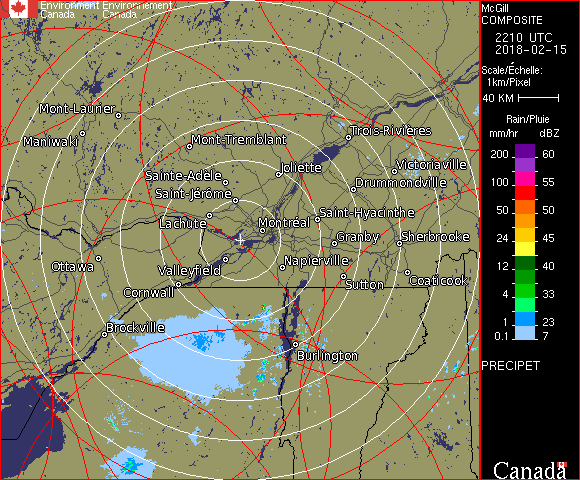 Environment Environnement
Canada Canada
McGill
COMPOSITE
2210 UTC
2018-02-15
Scale/Échelle:
1km/Pixel
40 KM
Rain/Pluie
mm/hr dBZ
200 60
100 55
50 50
24 45
12 40
4 33
1 23
0.1 7
PRECIPET
Canada
Mont-Laurier
Maniwaki
Mont-Tremblant
Trois-Rivières
Sainte-Adèle
Joliette
Victoriaville
Saint-Jérôme
Drummondville
Lachute
Montréal
Saint-Hyacinthe
Granby
Sherbrooke
Ottawa
Valleyfield
Napierville
Cornwall
Sutton
Coaticook
Brockville
Burlington